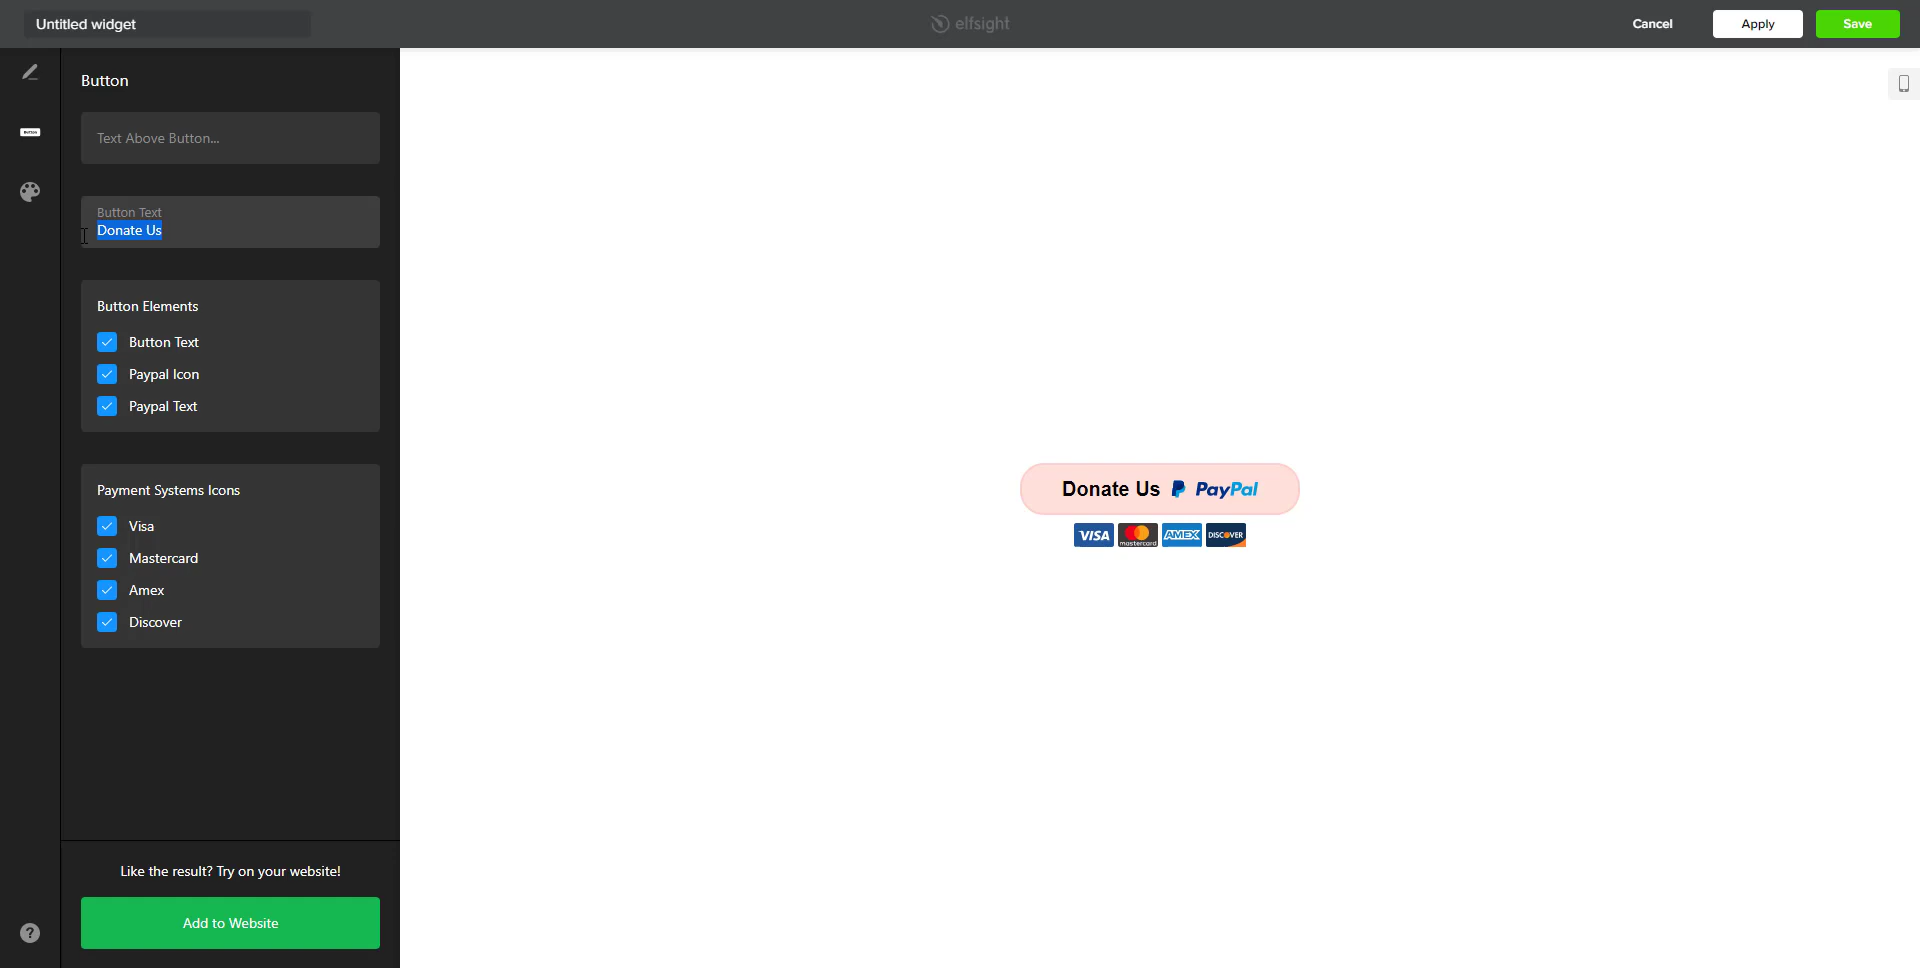 Untitled widget
elfsight
Cancel
Apply
Save
Button
Button
Text Above Button...
Button Text
Donate Us
Button Elements
Button Text
Paypal Icon
Paypal Text
Payment Systems Icons
Visa
Mastercard
Amex
Discover
Like the result? Try on your website!
Add to Website
?
Donate Us PayPal
VISA mastercard AMEX DISCOVER